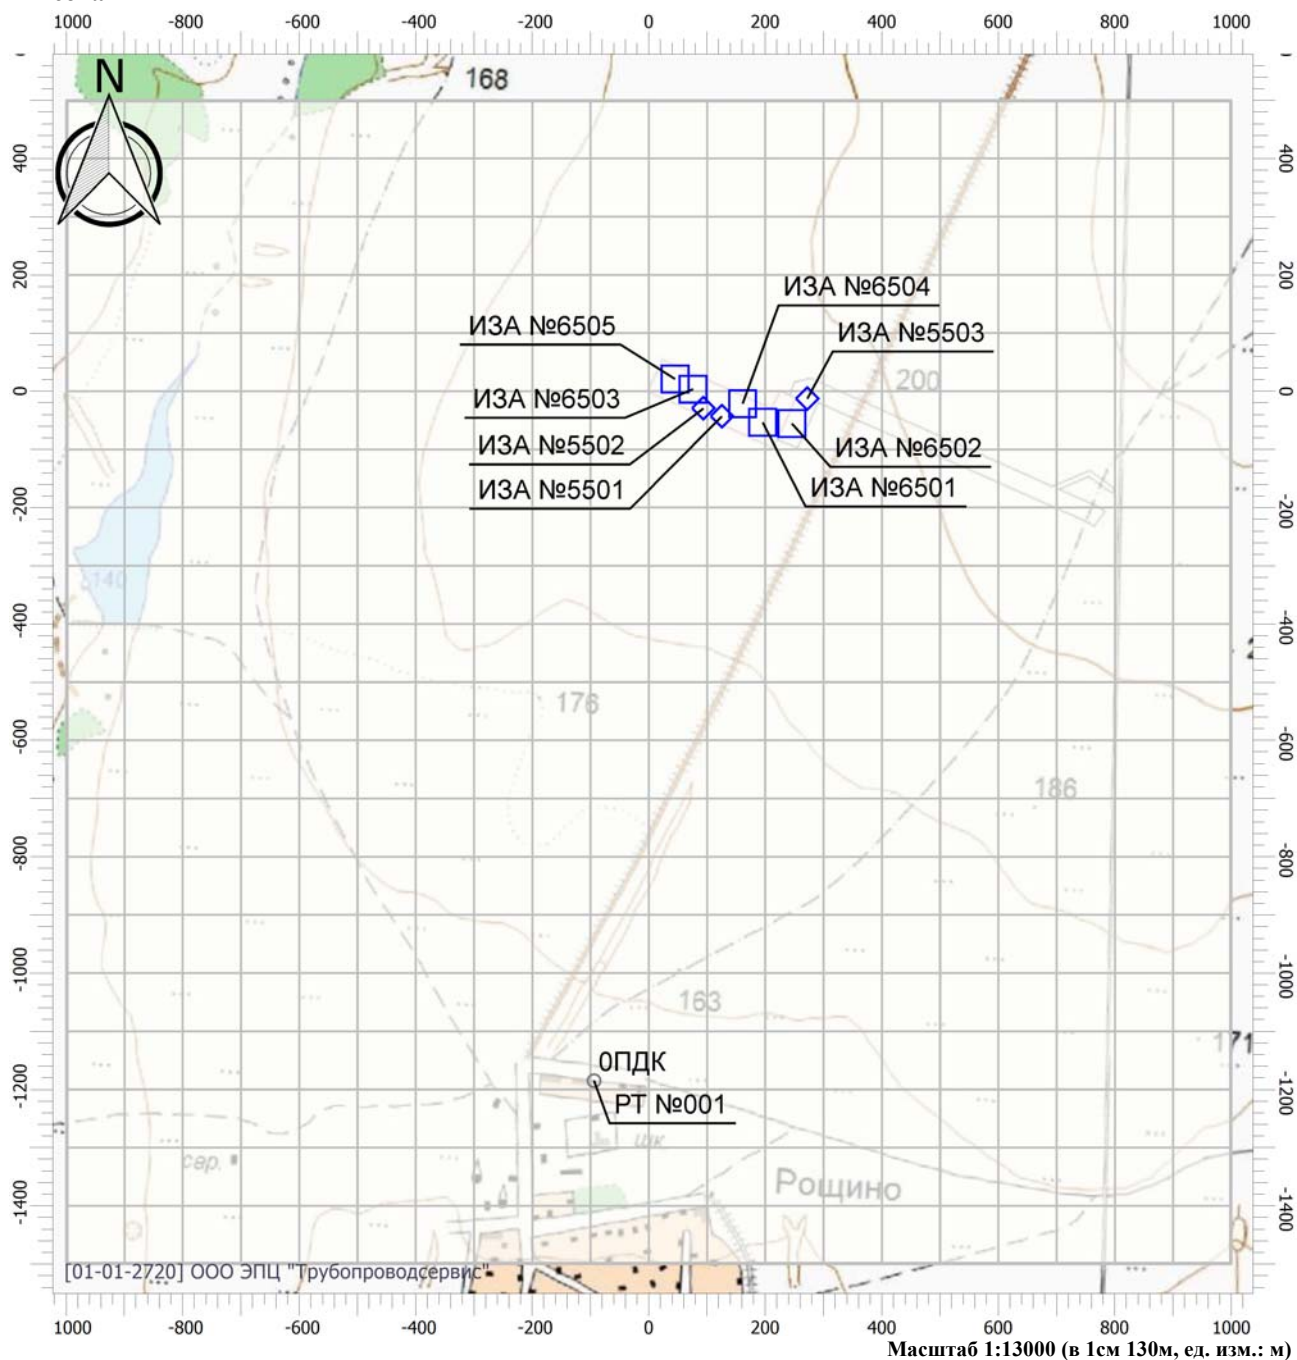 1000 -800 -600 -400 -200 0 200 400 600 800 1000
N
168
400 400
200 200
ИЗА №6504
ИЗА №6505
ИЗА №5503
200
0 0
ИЗА №6503
ИЗА №5502
ИЗА №6502
ИЗА №5501
ИЗА №6501
-200 -200
140
-400 -400
176
-600 -600
186
-800 -800
-1000 -1000
163
171
0ПДК
-1200 -1200
РТ №001
шк.
сар.
Рощино
-1400 -1400
[01-01-2720] ООО ЭПЦ "Трубопроводсервис"
1000 -800 -600 -400 -200 0 200 400 600 800 1000
Масштаб 1:13000 (в 1см 130м, ед. изм.: м)